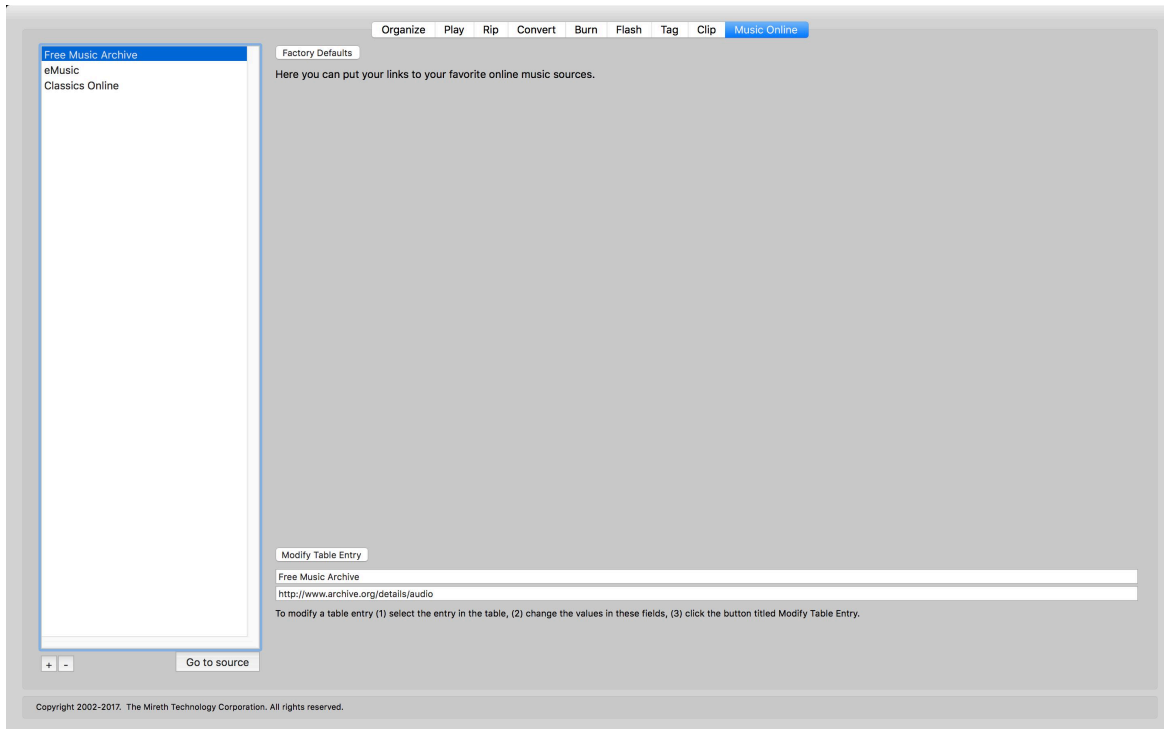 Organize Play Rip Convert Burn Flash Tag Clip Music Online
Free Music Archive
eMusic
Classics Online
Factory Defaults
Here you can put your links to your favorite online music sources.
Modify Table Entry
Free Music Archive
http://www.archive.org/details/audio
To modify a table entry (1) select the entry in the table, (2) change the values in these fields, (3) click the button titled Modify Table Entry.
+ - Go to source
Copyright 2002-2017. The Mireth Technology Corporation. All rights reserved.